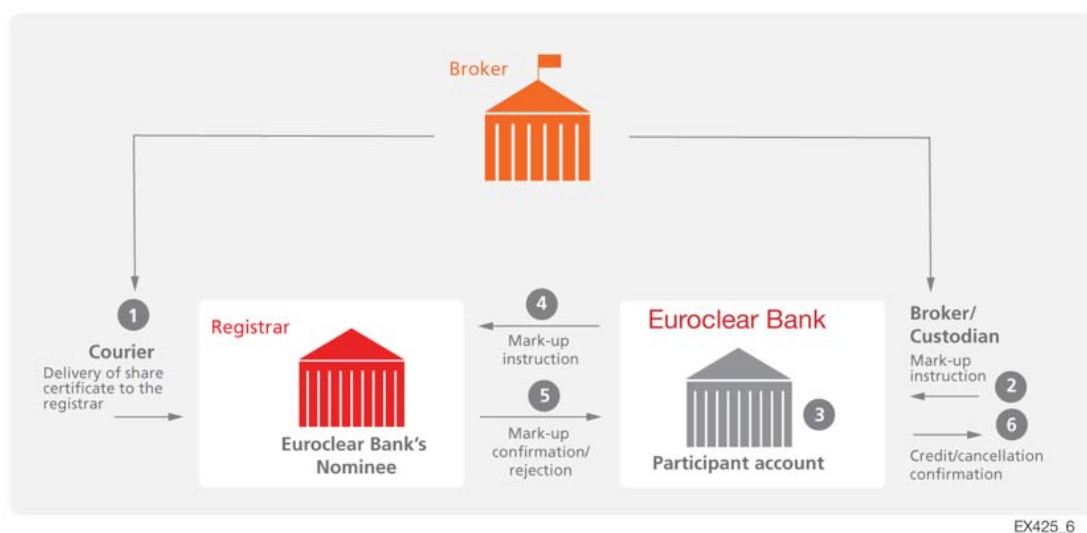 Broker
1
Courier
Delivery of share
certificate to the
registrar
Registrar
Euroclear Bank's
Nominee
4
Mark-up
instruction
5
Mark-up
confirmation/
rejection
Euroclear Bank
3
Participant account
Broker/
Custodian
Mark-up
instruction
2
6
Credit/cancellation
confirmation
EX425_6